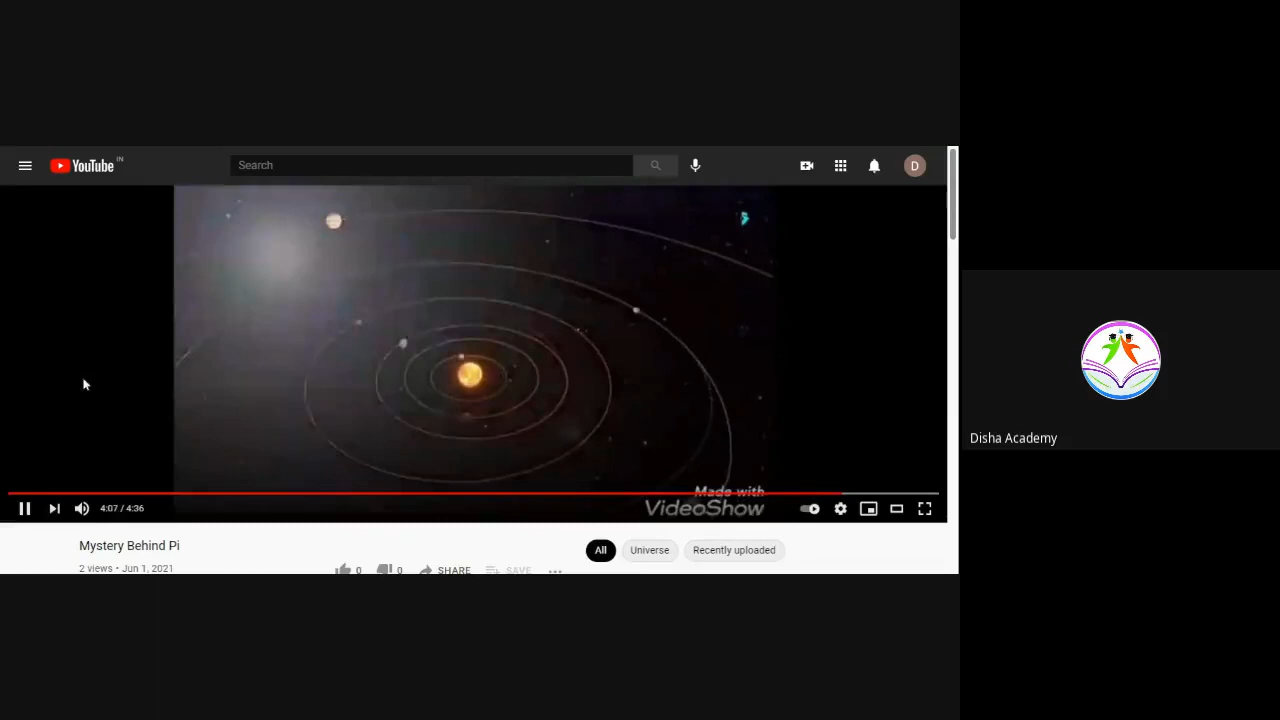 YouTube IN
Search
D
Made with
VideoShow
4:07 / 4:36
Mystery Behind Pi
All
Universe
Recently uploaded
2 views • Jun 1, 2021
0
0
SHARE
SAVE
Disha Academy